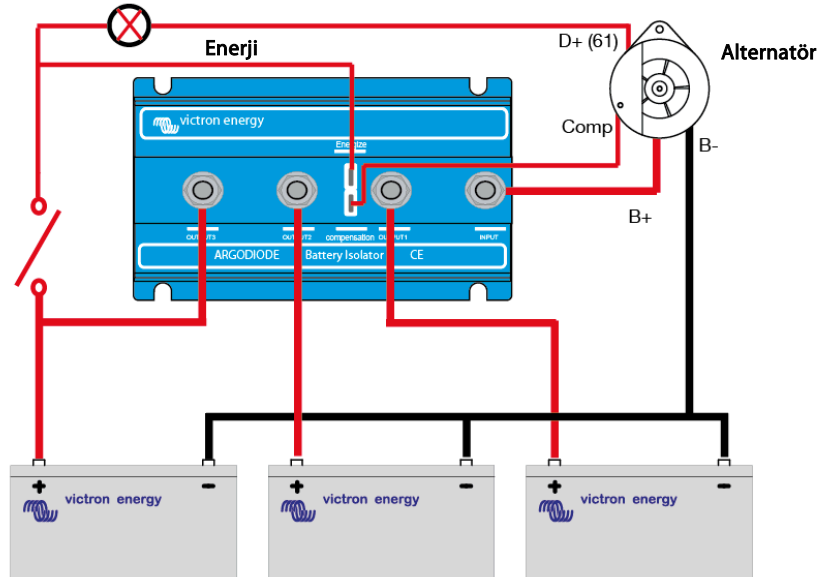 D+ (61)
Enerji
Alternatör
victron energy
Comp
Energize
B-
B+
OUTPUT3
OUTPUT2
compensation
OUTPUT1
INPUT
ARGODIODE
Battery Isolator
CE
+
-
+
-
+
-
victron energy
victron energy
victron energy